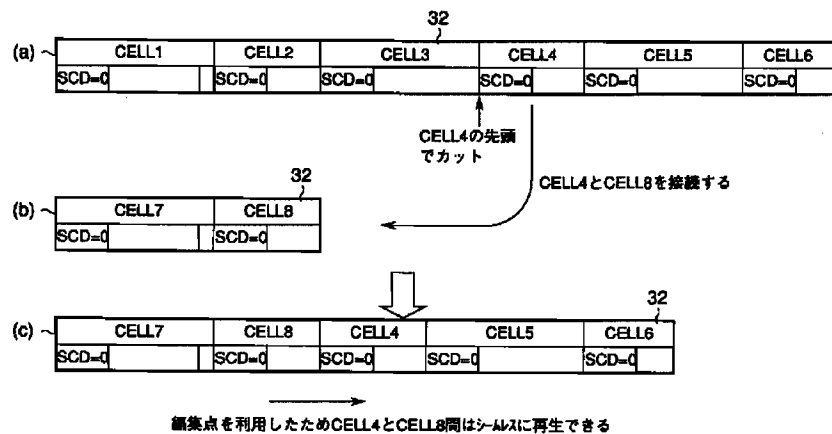 32
(a) CELL1 CELL2 CELL3 CELL4 CELL5 CELL6
SCD=0 SCD=0 SCD=0 SCD=0 SCD=0 SCD=0
CELL4の先頭
でカット
CELL4とCELL8を接続する
32
(b) CELL7 CELL8
SCD=0 SCD=0
32
(c) CELL7 CELL8 CELL4 CELL5 CELL6
SCD=0 SCD=0 SCD=0 SCD=0 SCD=0
編集点を利用したためCELL4とCELL8間はシームレスに再生できる